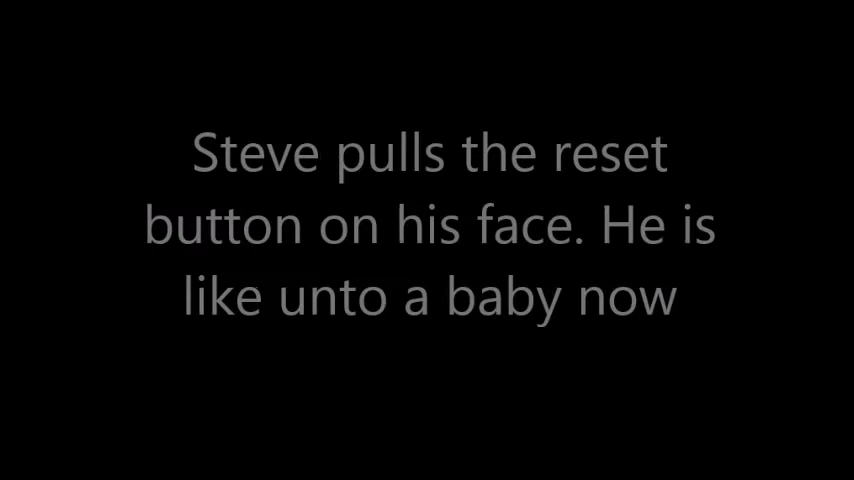 Steve pulls the reset
button on his face. He is
like unto a baby now